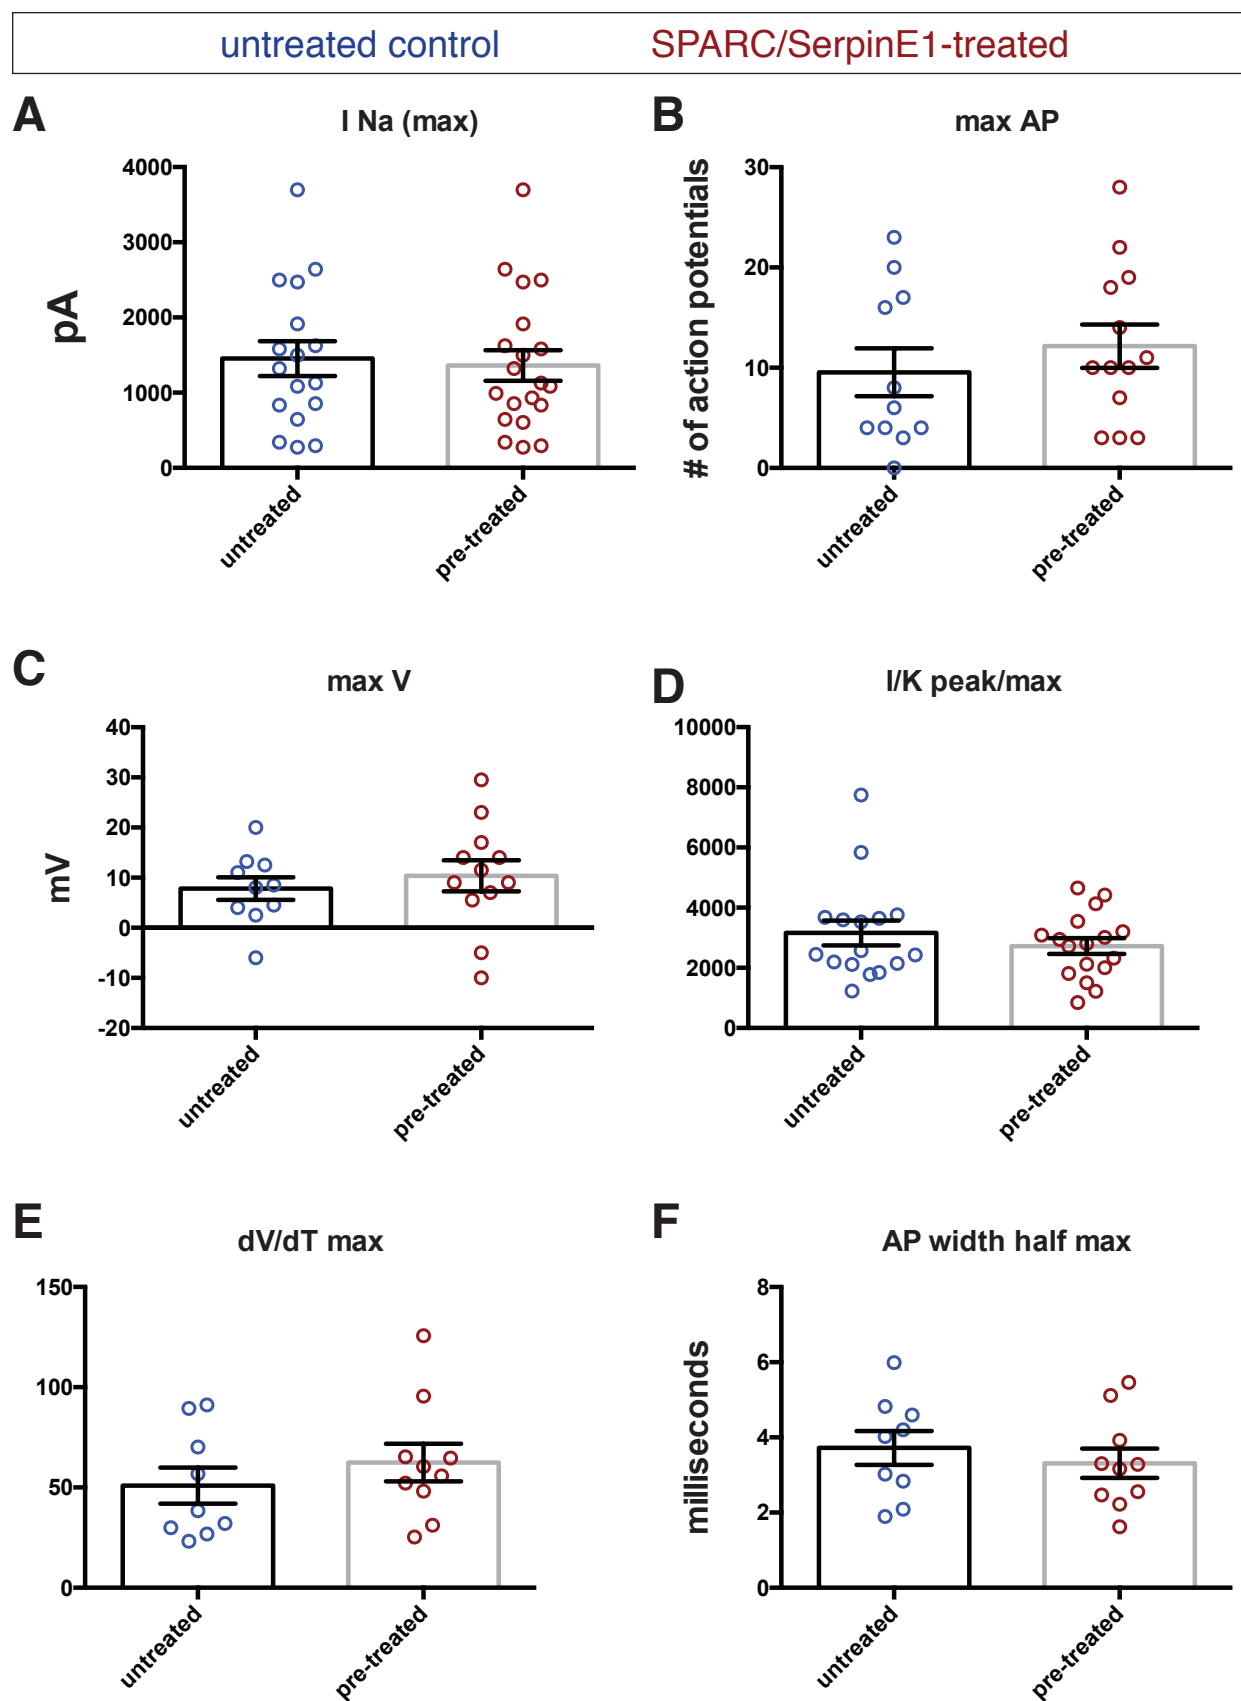 untreated control SPARC/SerpinE1-treated
A
I Na (max)
pA
4000
3000
2000
1000
0
untreated
pre-treated
B
max AP
# of action potentials
30
20
10
0
untreated
pre-treated
C
max V
mV
40
30
20
10
0
-10
-20
untreated
pre-treated
D
I/K peak/max
10000
8000
6000
4000
2000
0
untreated
pre-treated
E
dV/dT max
150
100
50
0
untreated
pre-treated
F
AP width half max
milliseconds
8
6
4
2
0
untreated
pre-treated